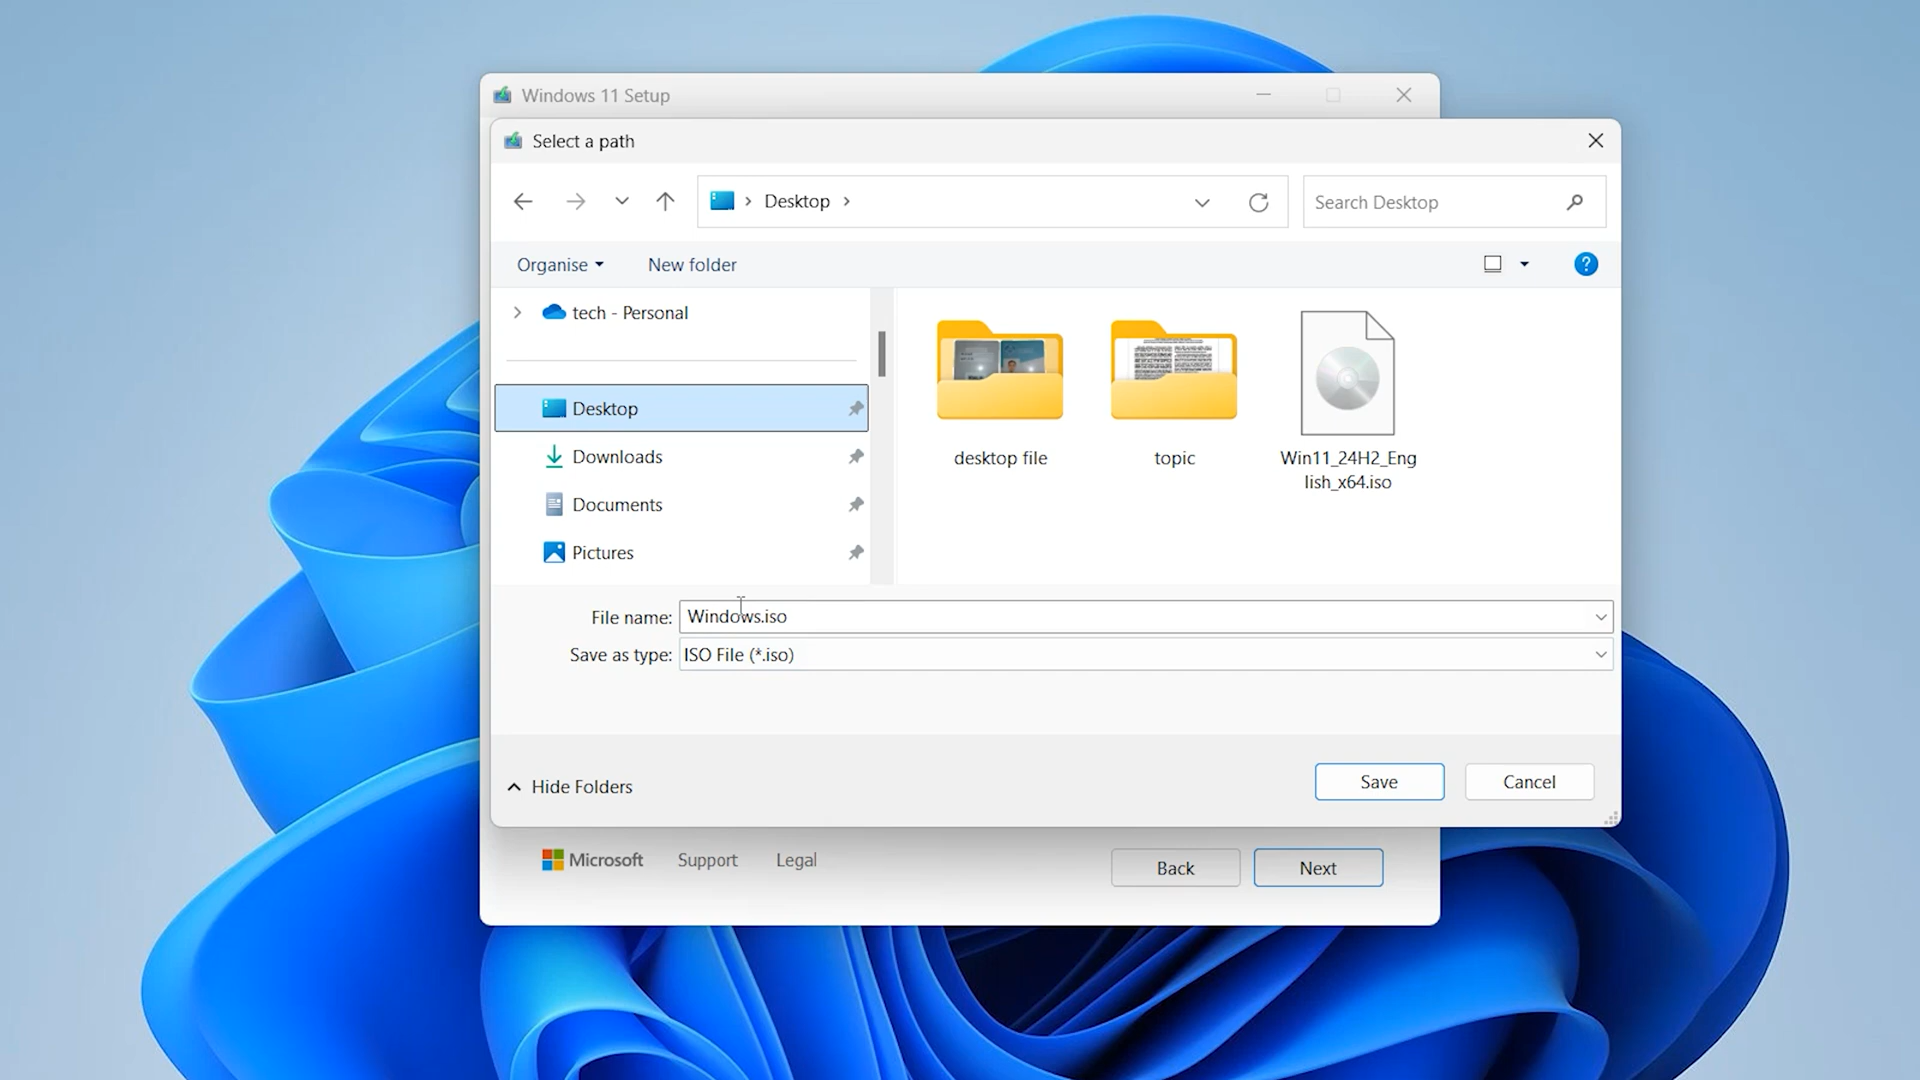 Windows 11 Setup
Select a path
Desktop
Search Desktop
Organise
New folder
?
tech - Personal
Desktop
Downloads
Documents
Pictures
desktop file
topic
Win11_24H2_Eng
lish_x64.iso
File name: Windows.iso
Save as type: ISO File (*.iso)
Hide Folders
Save
Cancel
Microsoft
Support
Legal
Back
Next